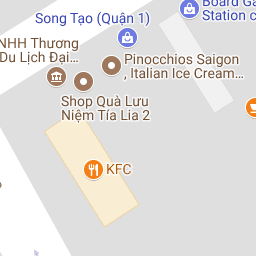 Song Tạo (Quận 1)
Board Ga
Station c
NHH Thương
Du Lịch Đại...
Pinocchios Saigon
, Italian Ice Cream...
Shop Quà Lưu
Niệm Tía Lia 2
KFC